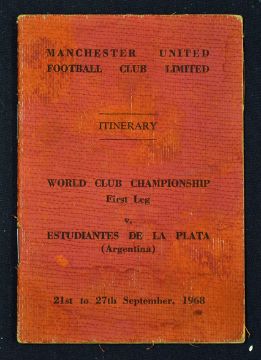 MANCHESTER UNITED
FOOTBALL CLUB LIMITED
ITINERARY
WORLD CLUB CHAMPIONSHIP
First Leg
v.
ESTUDIANTES DE LA PLATA
(Argentina)
21st to 27th September, 1968